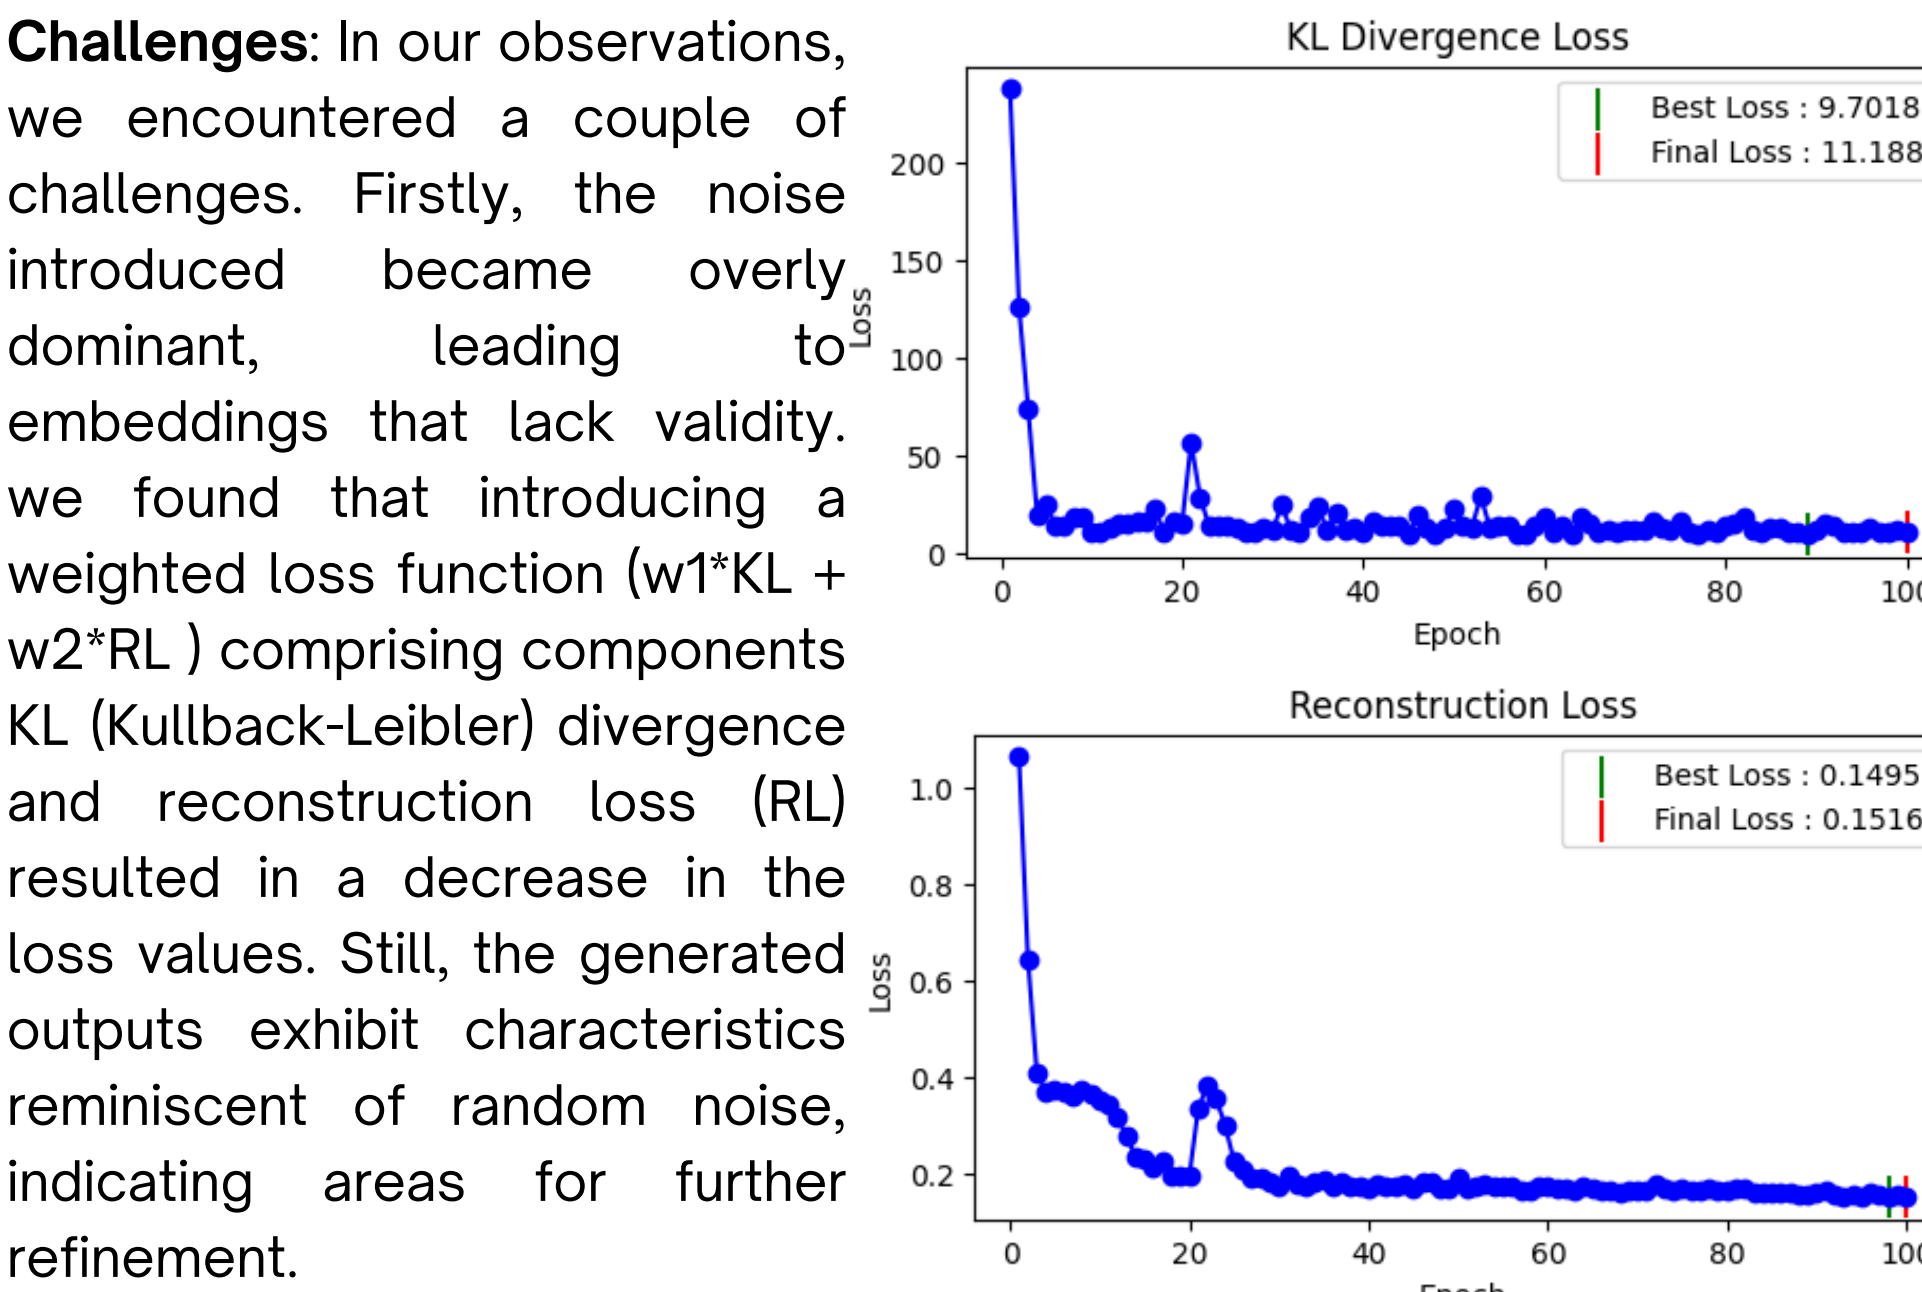 Challenges: In our observations,
we encountered a couple of
challenges. Firstly, the noise
introduced became overly
dominant, leading to
embeddings that lack validity.
we found that introducing a
weighted loss function (w1*KL +
w2*RL ) comprising components
KL (Kullback-Leibler) divergence
and reconstruction loss (RL)
resulted in a decrease in the
loss values. Still, the generated
outputs exhibit characteristics
reminiscent of random noise,
indicating areas for further
refinement.
KL Divergence Loss
Best Loss : 9.7018
Final Loss : 11.188
200
150
100
50
0
Loss
0 20 40 60 80 100
Epoch
Reconstruction Loss
Best Loss : 0.1495
Final Loss : 0.1516
1.0
0.8
0.6
0.4
0.2
Loss
0 20 40 60 80 100
Epoch